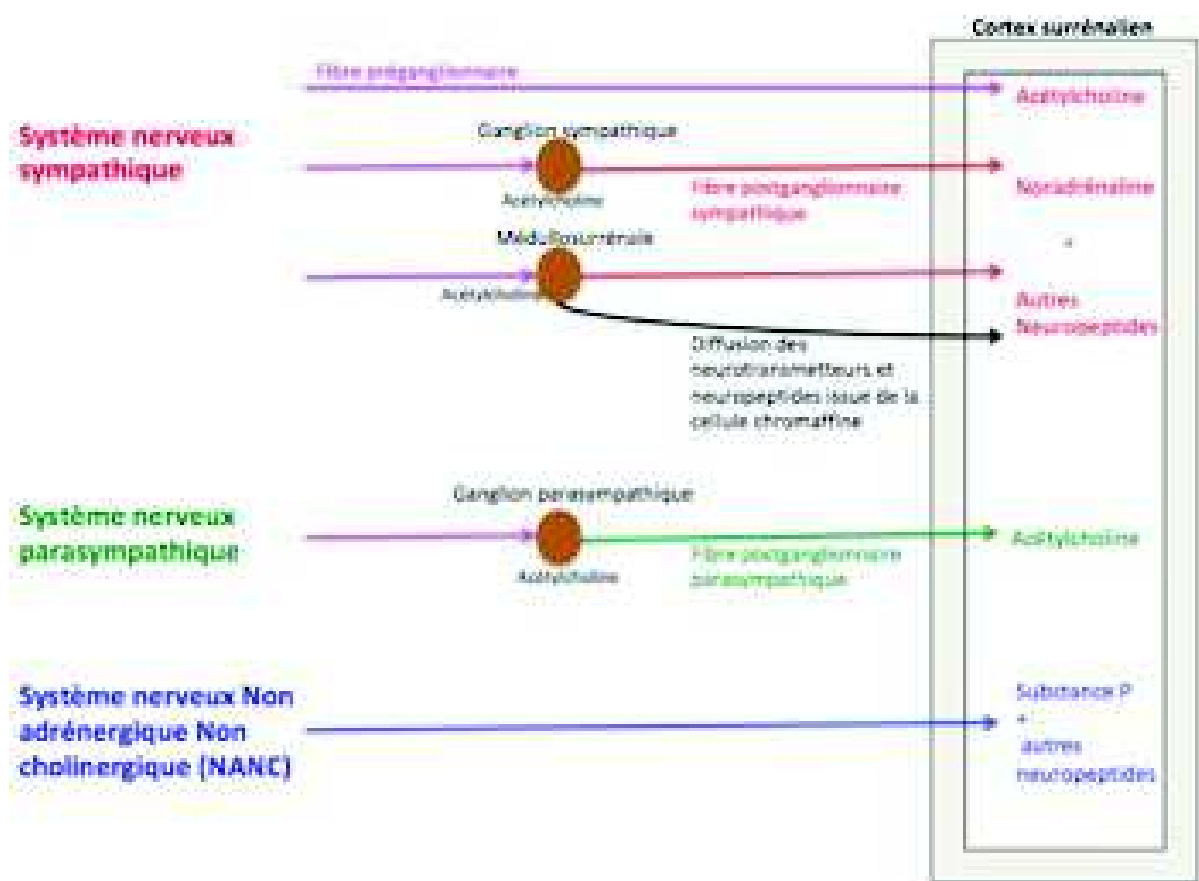 Cortex surrénalien
Fibre préganglionnaire
Acétylcholine
Système nerveux
sympathique
Ganglion sympathique
Acétylcholine
Fibre postganglionnaire
sympathique
Noradrénaline
+
Médullosurrénale
Acétylcholine
Autres
Neuropeptides
Diffusion des
neurotrametteurs et
neuropeptides issue de la
cellule chromaffine
Système nerveux
parasympathique
Ganglion parasympathique
Acétylcholine
Fibre postganglionnaire
parasympathique
Acétylcholine
Système nerveux Non
adrénergique Non
cholinergique (NANC)
Substance P
+
autres
neuropeptides